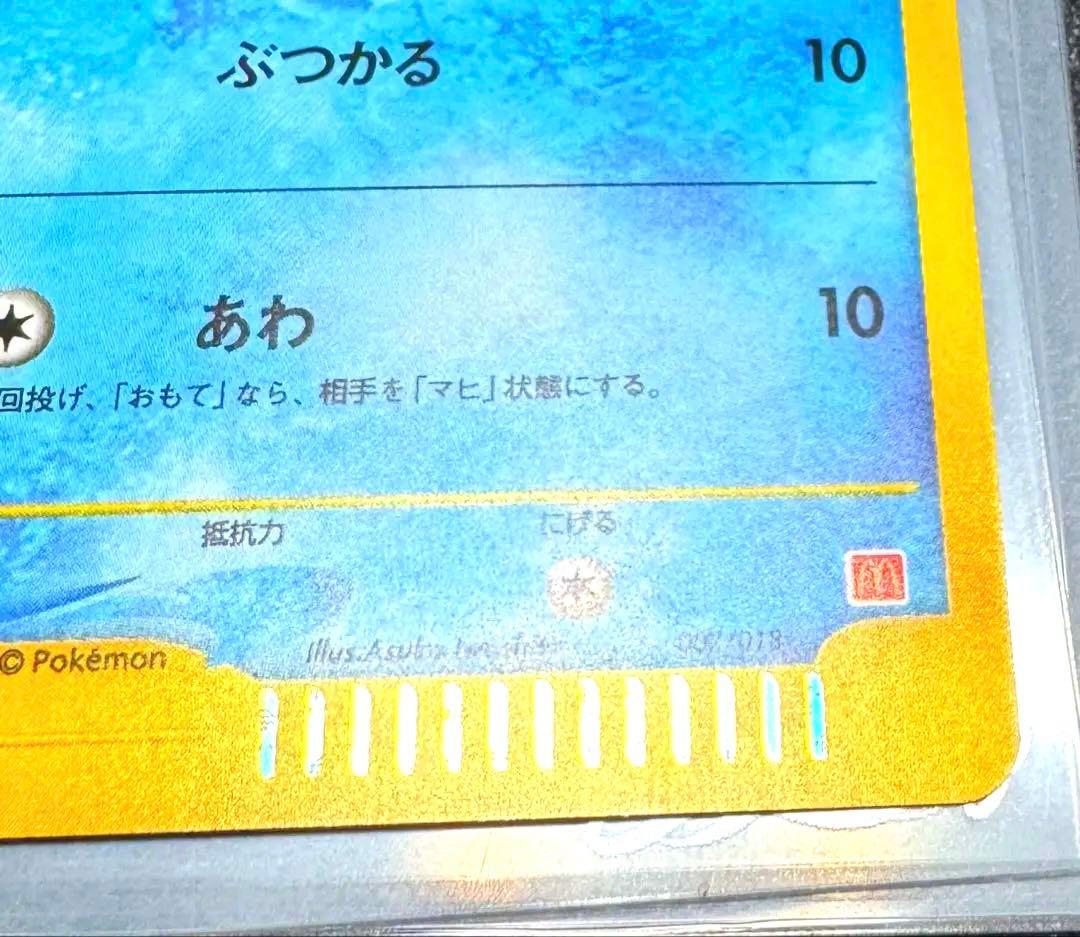 ぶつかる 10
あわ 10
回投げ、「おもて」なら、相手を「マヒ」状態にする。
抵抗力 にげる
Illus.
© Pokémon